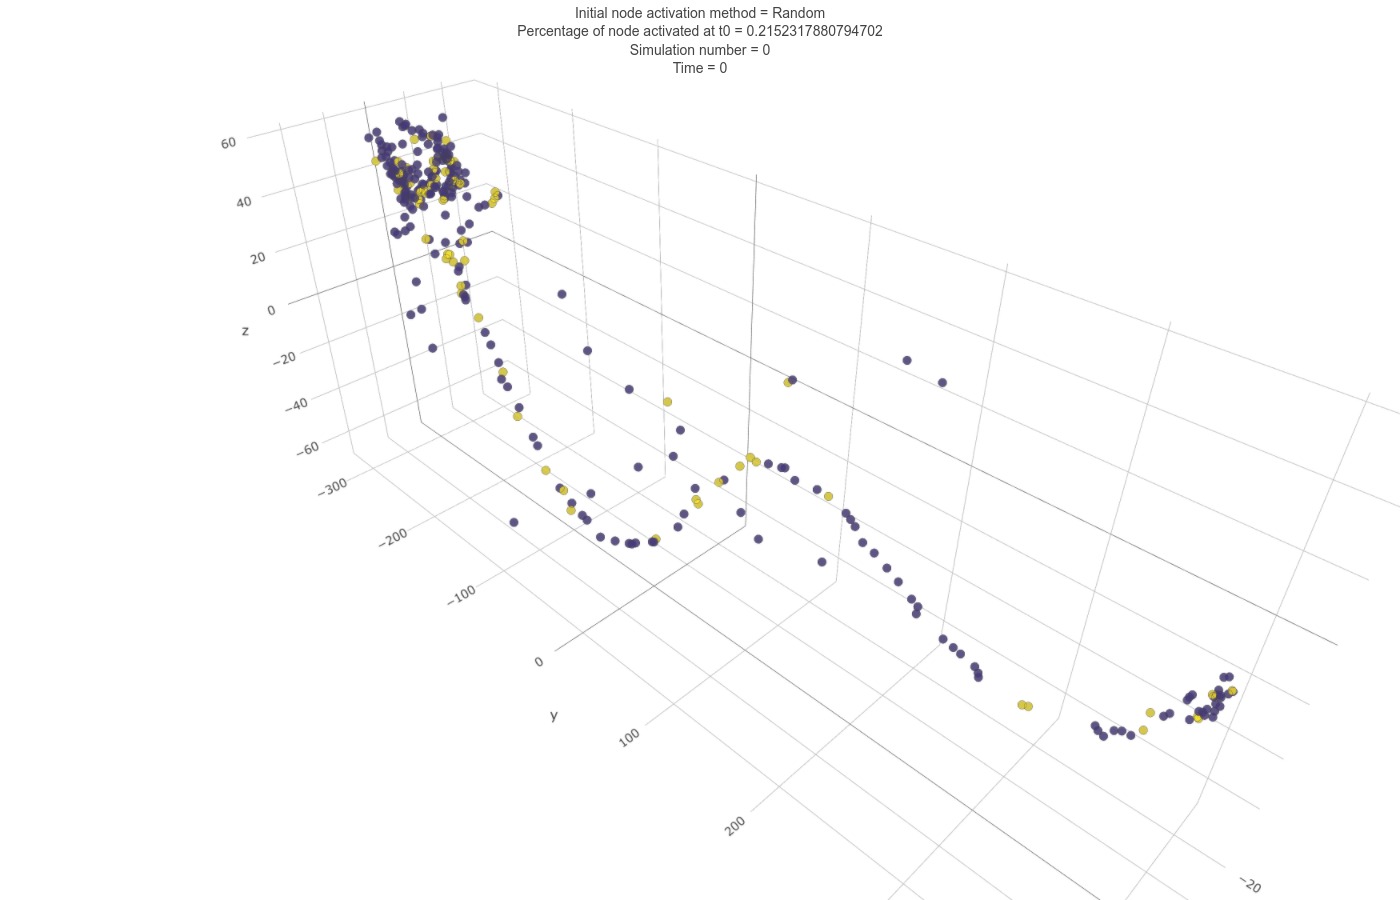 Initial node activation method = Random
Percentage of node activated at t0 = 0.2152317880794702
Simulation number = 0
Time = 0
60
40
20
0
z
−20
−40
−60
−300
−200
−100
0
y
100
200
−20